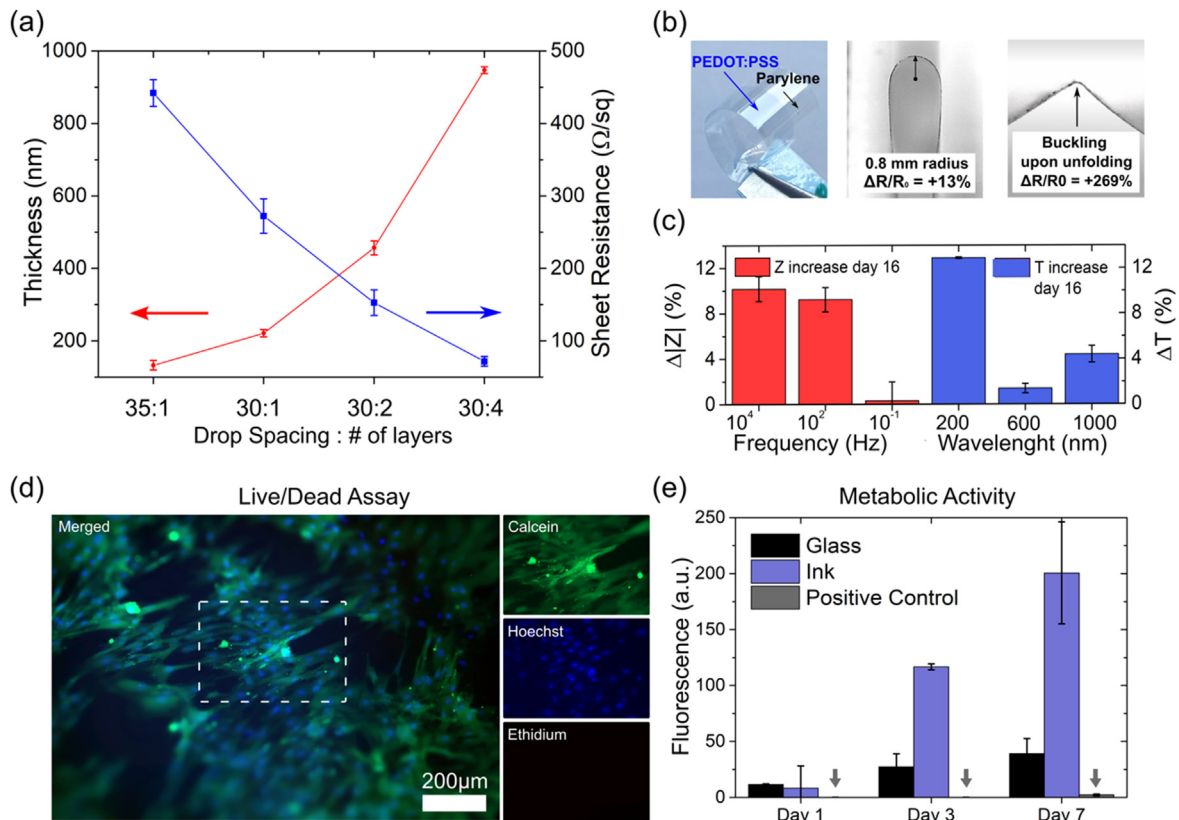 (a)
1000
900
800
700
600
500
400
300
200
Thickness (nm)
500
400
300
200
100
Sheet Resistance (Ω/sq)
35:1 30:1 30:2 30:4
Drop Spacing : # of layers
(b)
PEDOT:PSS
Parylene
0.8 mm radius
ΔR/R₀ = +13%
Buckling
upon unfolding
ΔR/R0 = +269%
(c)
12
8
4
0
Δ|Z| (%)
Z increase day 16
T increase
day 16
12
8
4
0
ΔT (%)
10⁴ 10² 10⁻¹ 200 600 1000
Frequency (Hz) Wavelenght (nm)
(d)
Live/Dead Assay
Merged
200µm
Calcein
Hoechst
Ethidium
(e)
Metabolic Activity
250
200
150
100
50
0
Fluorescence (a.u.)
Glass
Ink
Positive Control
Day 1 Day 3 Day 7